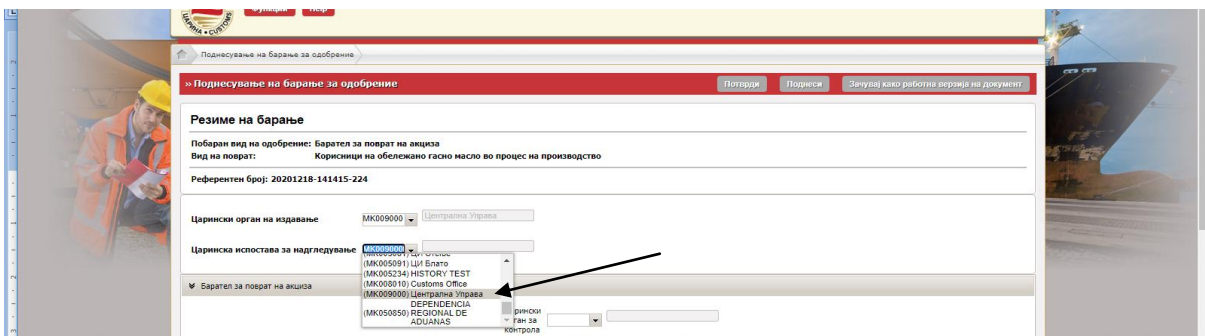 ЦАРИНА • CUSTOMS
Функции Help
Поднесување на барање за одобрение
» Поднесување на барање за одобрение Потврди Поднеси Зачувај како работна верзија на документ
Резиме на барање
Побаран вид на одобрение: Барател за поврат на акциза
Вид на поврат: Корисници на обележано гасно масло во процес на производство
Референтен број: 20201218-141415-224
Царински орган на издавање MK009000 Централна Управа
Царинска испостава за надгледување MK009000
(MK005091) ЦИ Блато
(MK005234) HISTORY TEST
(MK008010) Customs Office
(MK009000) Централна Управа
(MK050850) DEPENDENCIA REGIONAL DE ADUANAS
Барател за поврат на акциза
контрола